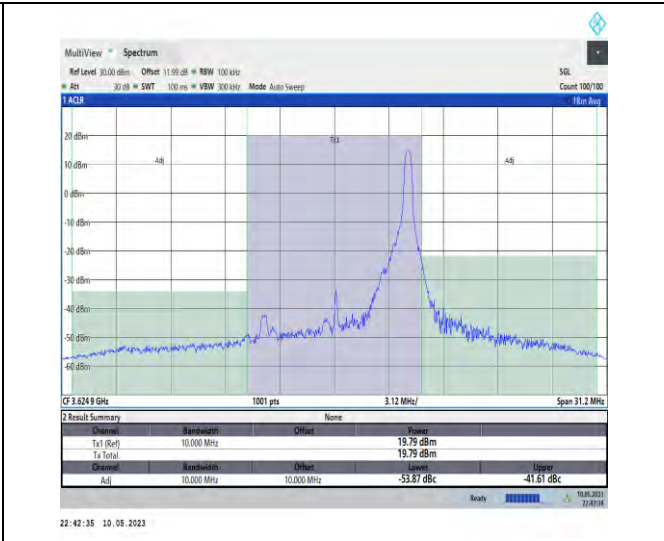 MultiView Spectrum
Ref Level 30.00 dBm Offset 11.99 dB RBW 100 kHz SGL
Att 30 dB SWT 100 ms VBW 300 kHz Mode Auto Sweep Count 100/100
1 ACLR 1Rm Avg
20 dBm Tx1
10 dBm Adj Adj
0 dBm
-10 dBm
-20 dBm
-30 dBm
-40 dBm
-50 dBm
-60 dBm
CF 3.6249 GHz 1001 pts 3.12 MHz/ Span 31.2 MHz
2 Result Summary None
Channel Bandwidth Offset Power
Tx1 (Ref) 10.000 MHz 19.79 dBm
Tx Total 19.79 dBm
Channel Bandwidth Offset Lower Upper
Adj 10.000 MHz 10.000 MHz -53.87 dBc -41.61 dBc
Ready 10.05.2023
22:42:34
22:42:35 10.05.2023